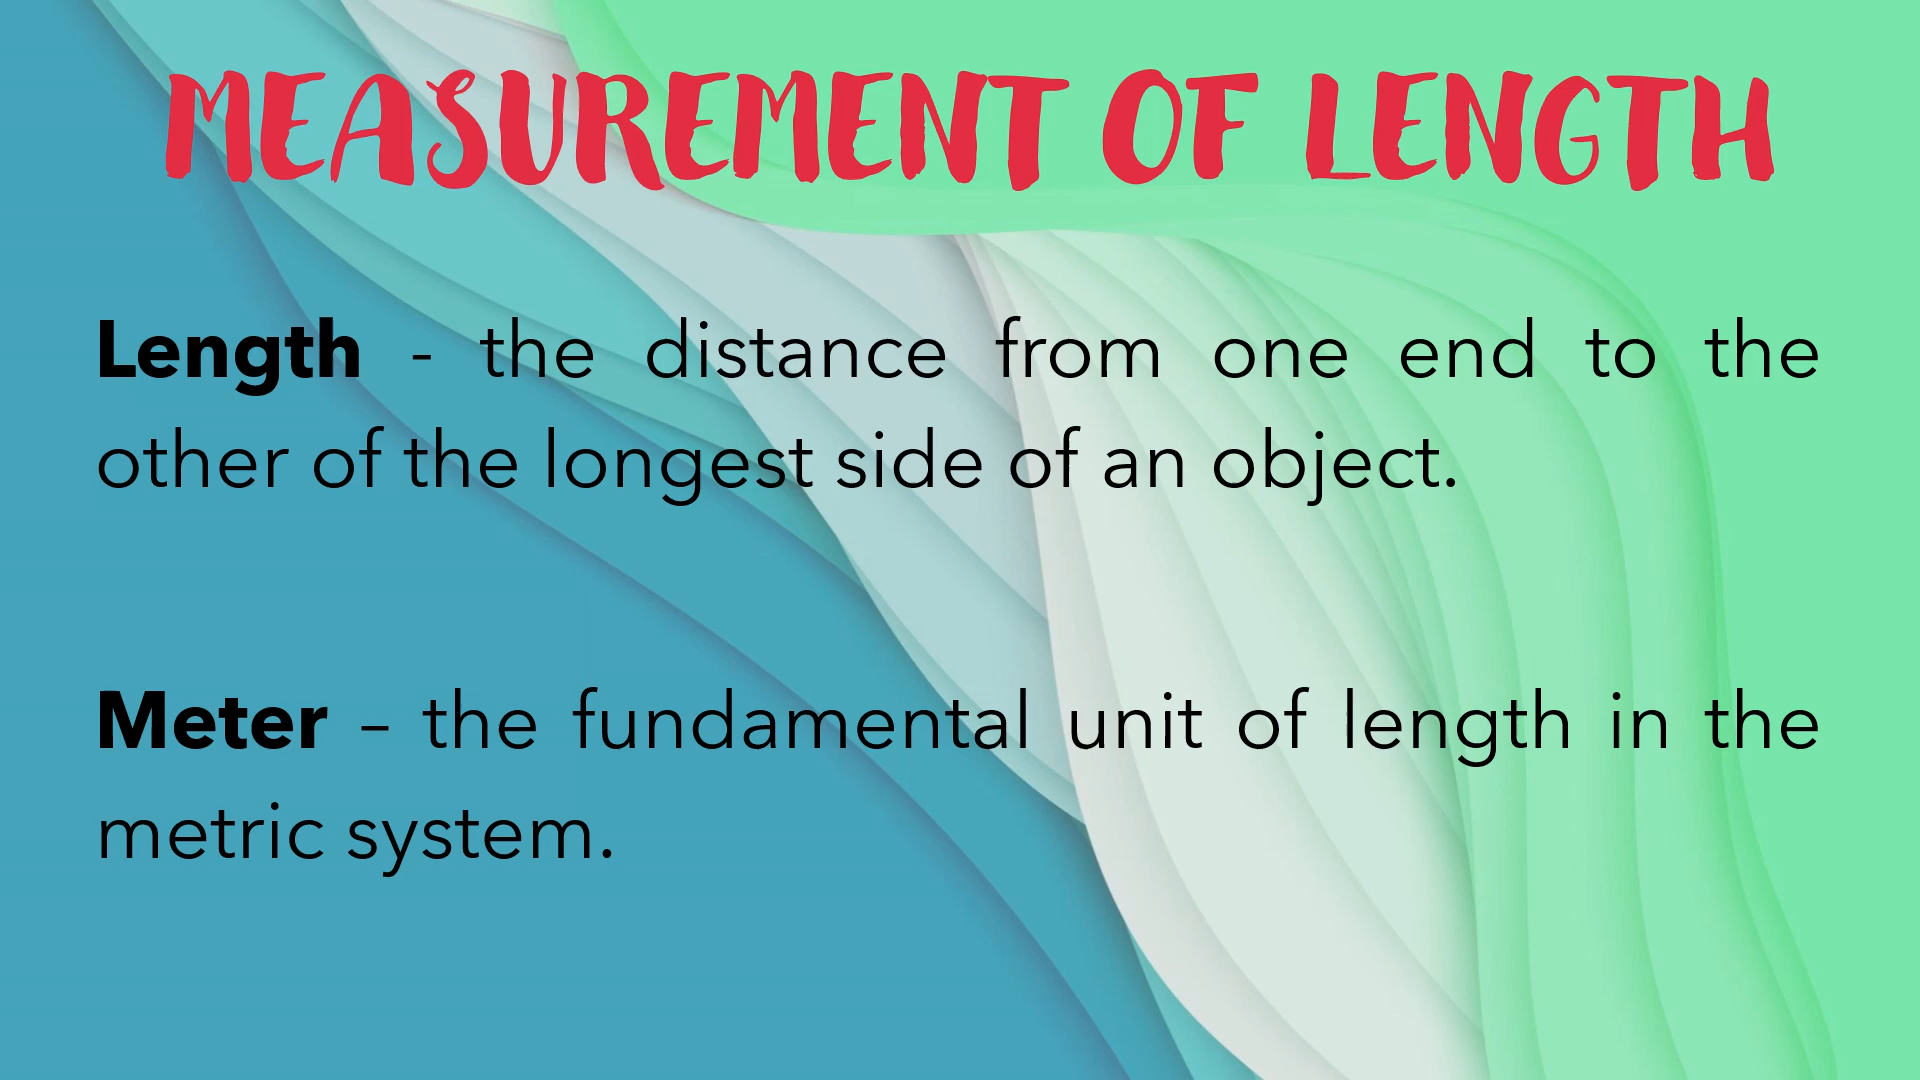 MEASUREMENT OF LENGTH
Length - the distance from one end to the
other of the longest side of an object.
Meter – the fundamental unit of length in the
metric system.